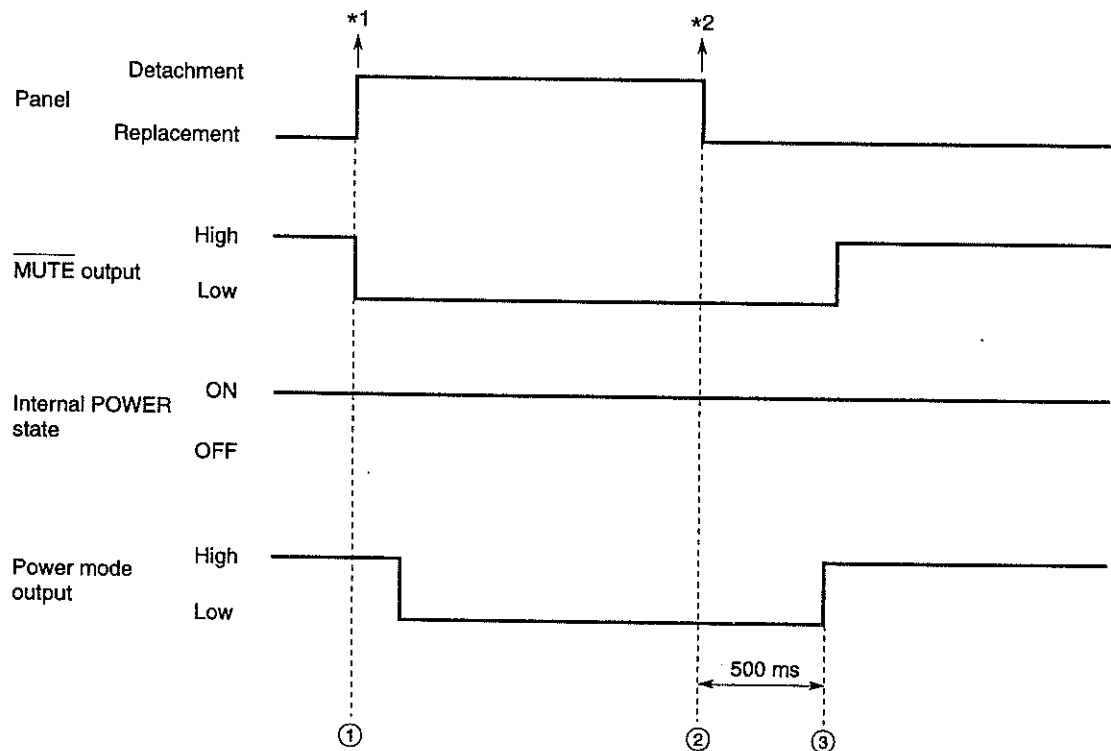 *1
*2
Panel
Detachment
Replacement
M̅U̅T̅E̅ output
High
Low
Internal POWER
state
ON
OFF
Power mode
output
High
Low
500 ms
①
②
③